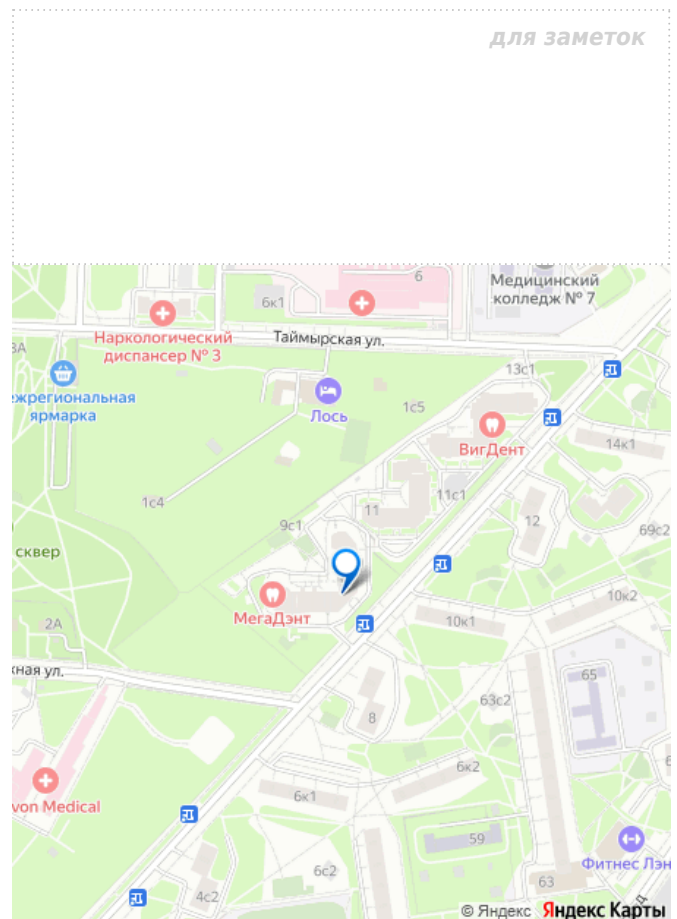 для заметок
6
Медицинский
колледж № 7
6к1
Наркологический
диспансер № 3
Таймырская ул.
3А
13с1
ежрегиональная
ярмарка
Лось
1с5
ВигДент
14к1
1с4
11
11с1
9с1
12
69с2
сквер
МегаДэнт
10к2
2А
10к1
жная ул.
65
63с2
8
6к2
6к1
von Medical
59
Фитнес Лэн
6с2
63
4с2
© Яндекс Яндекс Карты